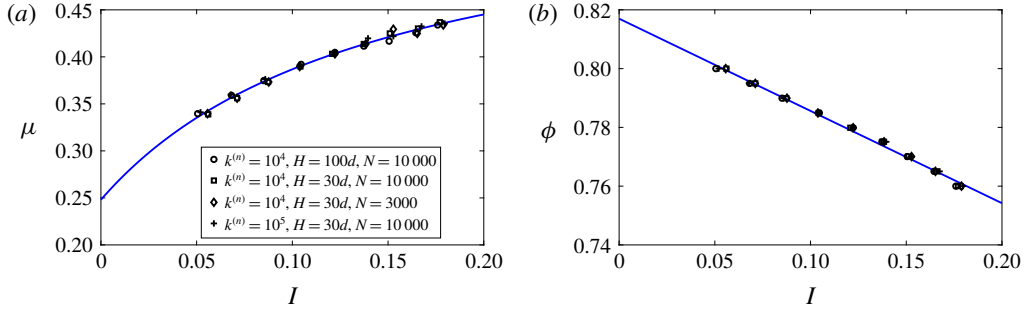 (a)
0.45
0.40
0.35
μ
0.30
0.25
0.20
k^(n) = 10^4, H = 100d, N = 10 000
k^(n) = 10^4, H = 30d, N = 10 000
k^(n) = 10^4, H = 30d, N = 3000
k^(n) = 10^5, H = 30d, N = 10 000
0 0.05 0.10 0.15 0.20
I
(b)
0.82
0.80
0.78
ϕ
0.76
0.74
0 0.05 0.10 0.15 0.20
I